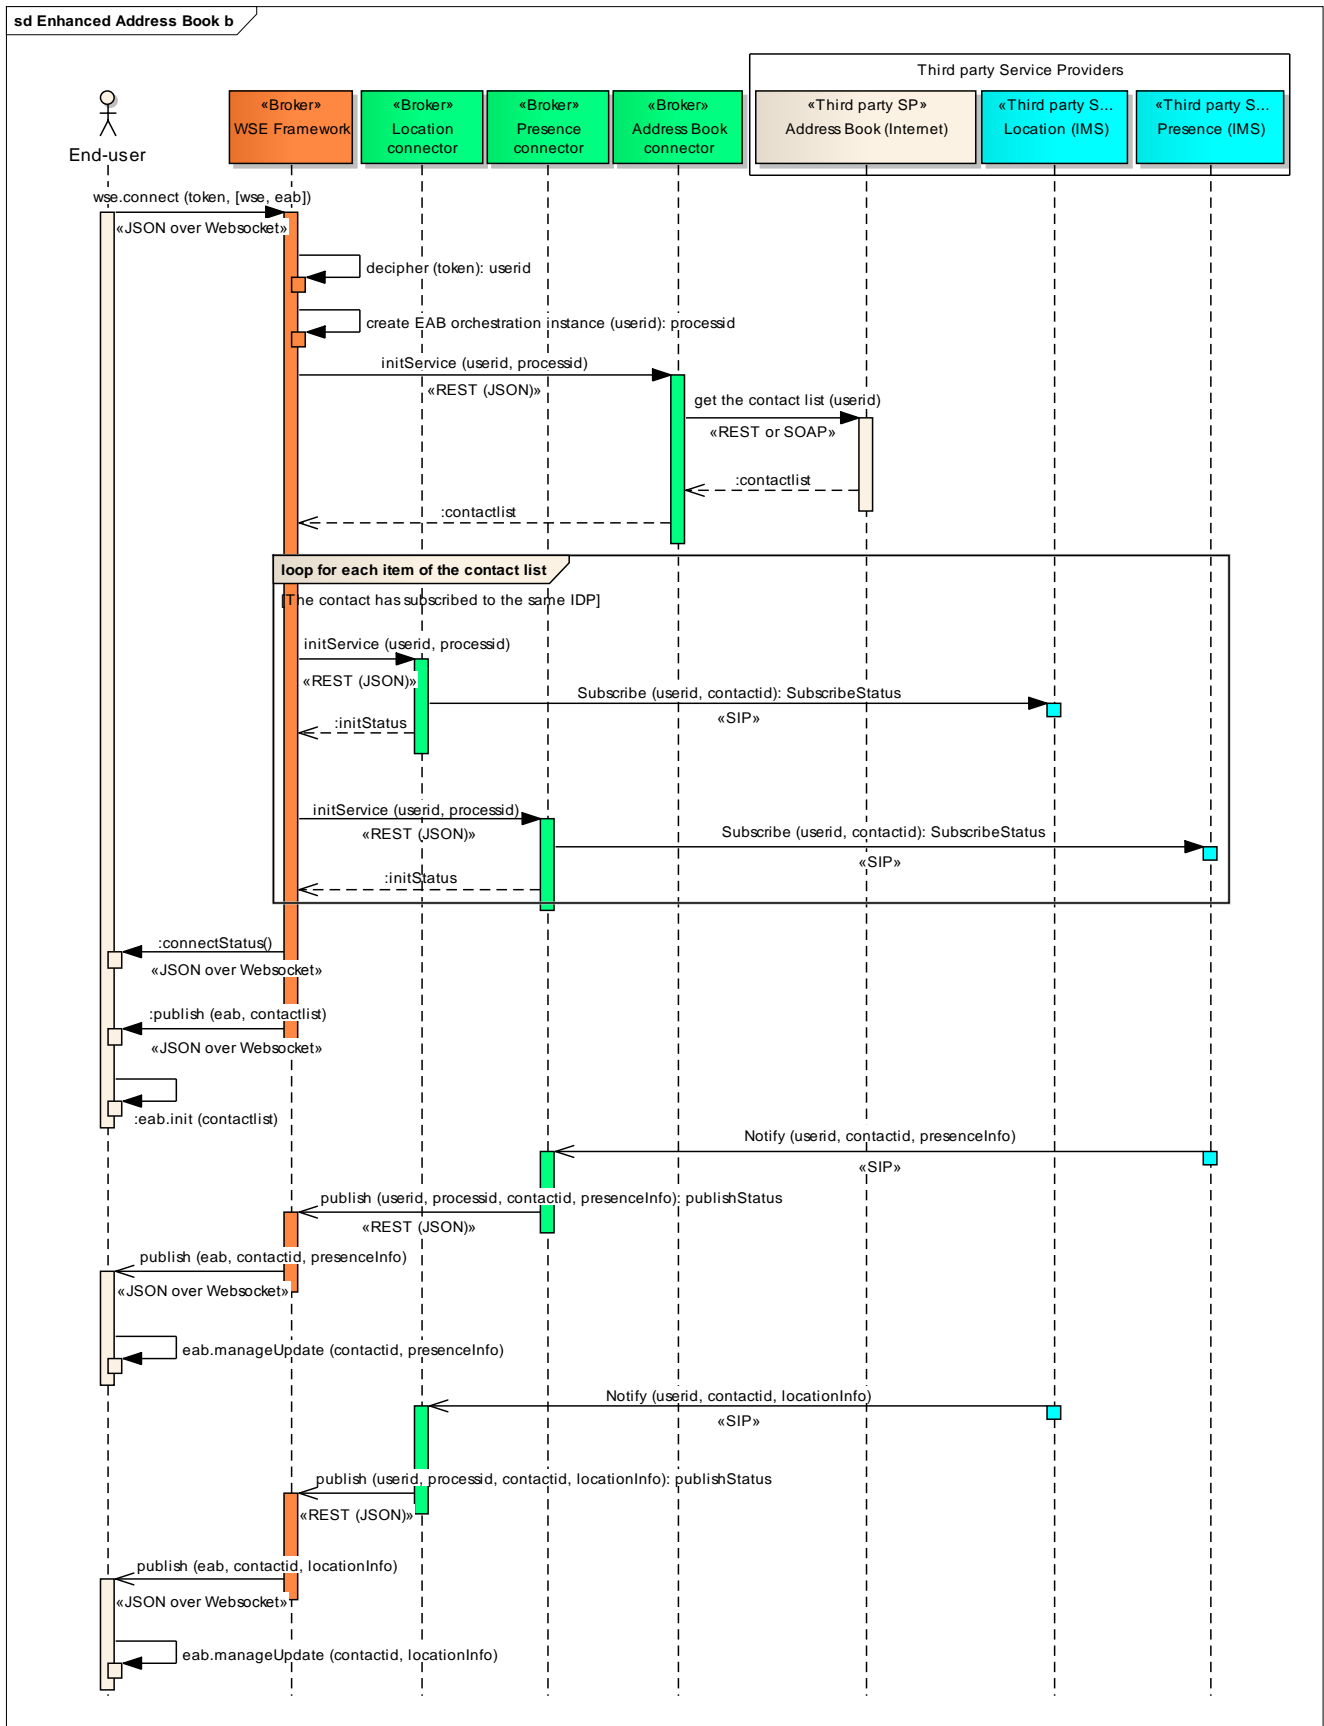 sd Enhanced Address Book b
Third party Service Providers
End-user
«Broker»
WSE Framework
«Broker»
Location
connector
«Broker»
Presence
connector
«Broker»
Address Book
connector
«Third party SP»
Address Book (Internet)
«Third party S...
Location (IMS)
«Third party S...
Presence (IMS)
wse.connect (token, [wse, eab])
«JSON over Websocket»
decipher (token): userid
create EAB orchestration instance (userid): processid
initService (userid, processid)
«REST (JSON)»
get the contact list (userid)
«REST or SOAP»
:contactlist
:contactlist
loop for each item of the contact list
[The contact has subscribed to the same IDP]
initService (userid, processid)
«REST (JSON)»
Subscribe (userid, contactid): SubscribeStatus
«SIP»
:initStatus
initService (userid, processid)
«REST (JSON)»
Subscribe (userid, contactid): SubscribeStatus
«SIP»
:initStatus
:connectStatus()
«JSON over Websocket»
:publish (eab, contactlist)
«JSON over Websocket»
:eab.init (contactlist)
Notify (userid, contactid, presenceInfo)
«SIP»
publish (userid, processid, contactid, presenceInfo): publishStatus
«REST (JSON)»
publish (eab, contactid, presenceInfo)
«JSON over Websocket»
eab.manageUpdate (contactid, presenceInfo)
Notify (userid, contactid, locationInfo)
«SIP»
publish (userid, processid, contactid, locationInfo): publishStatus
«REST (JSON)»
publish (eab, contactid, locationInfo)
«JSON over Websocket»
eab.manageUpdate (contactid, locationInfo)